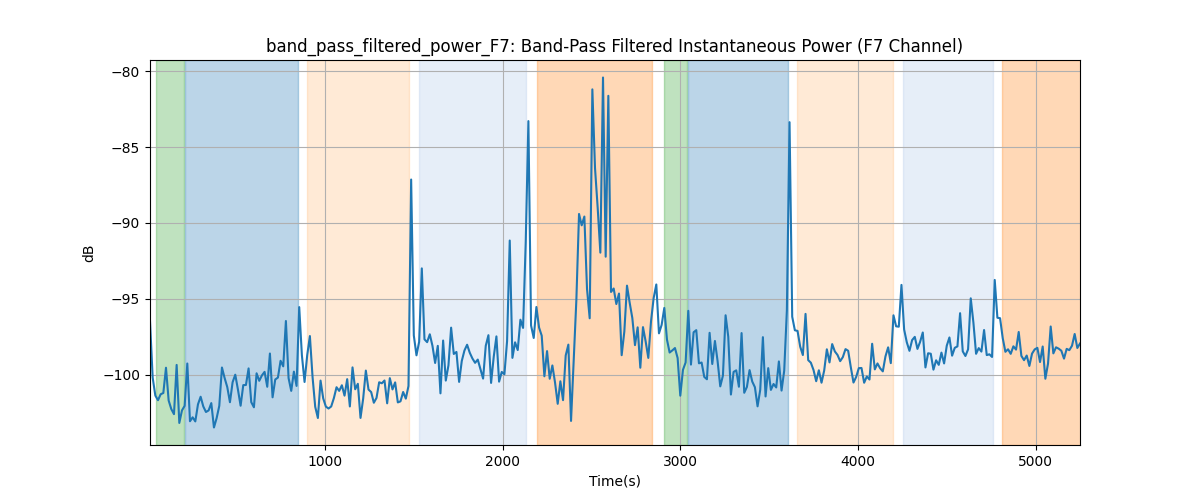 band_pass_filtered_power_F7: Band-Pass Filtered Instantaneous Power (F7 Channel)
−80
−85
−90
−95
−100
dB
1000 2000 3000 4000 5000
Time(s)